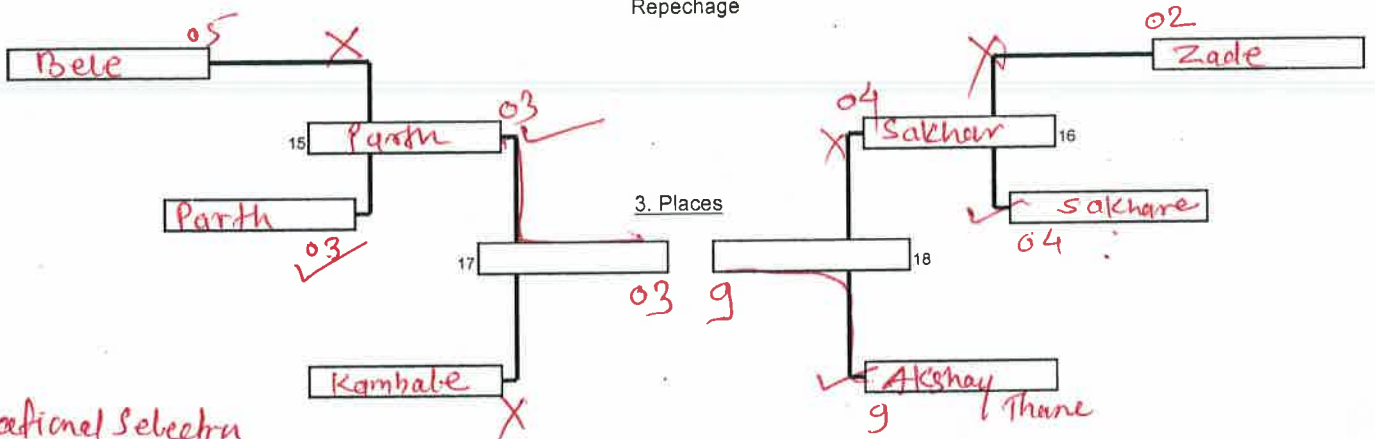 Repechage
05
02
Bele
X
X
Zade
03
04
15 Parth
X
Sakhar 16
Parth
3. Places
Sakhare
03
04
17
18
03
9
Kambale
Akshay
X
9
Thane